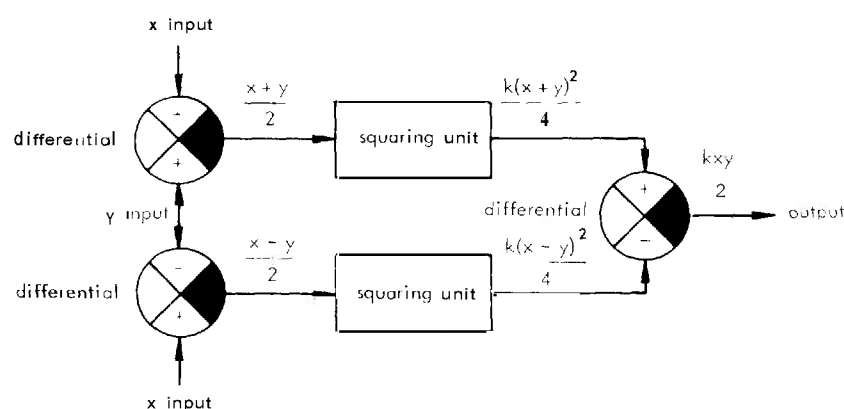 x input
x + y
2
k(x + y)²
4
+
differential
squaring unit
+
+
kxy
2
y input
differential
output
−
x − y
2
k(x − y)²
4
−
differential
squaring unit
+
x input